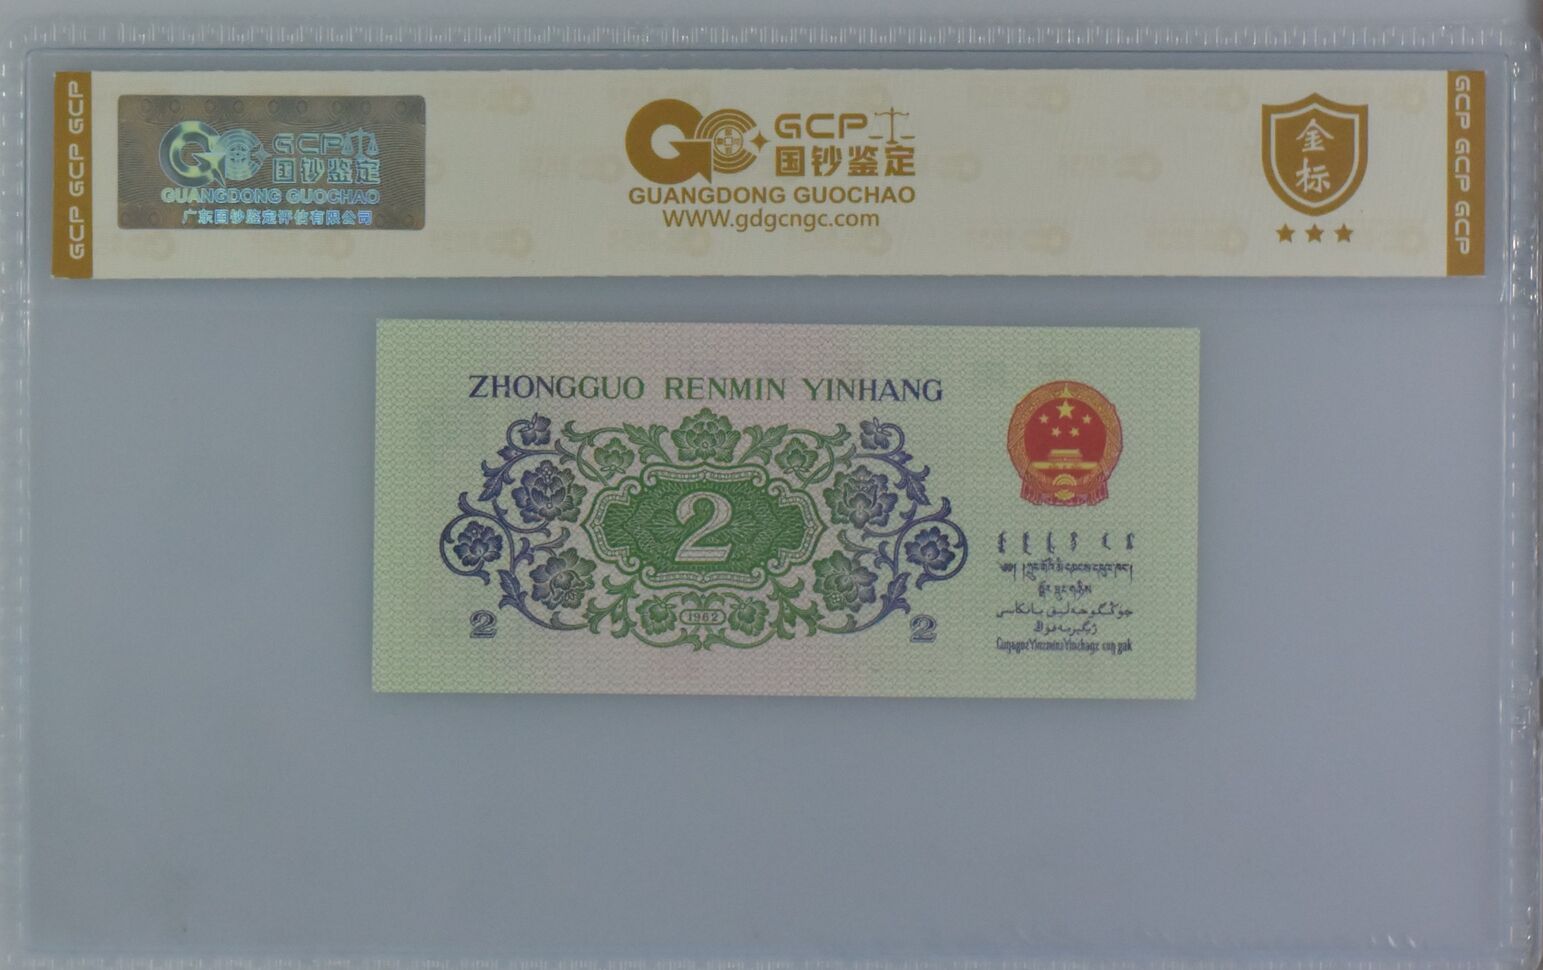 GCP GCP GCP
GCP
国钞鉴定
GUANGDONG GUOCHAO
广东国钞鉴定评估有限公司
GCP
国钞鉴定
GUANGDONG GUOCHAO
WWW.gdgcngc.com
金
标
GCP GCP GCP
ZHONGGUO RENMIN YINHANG
2
1962
2
2